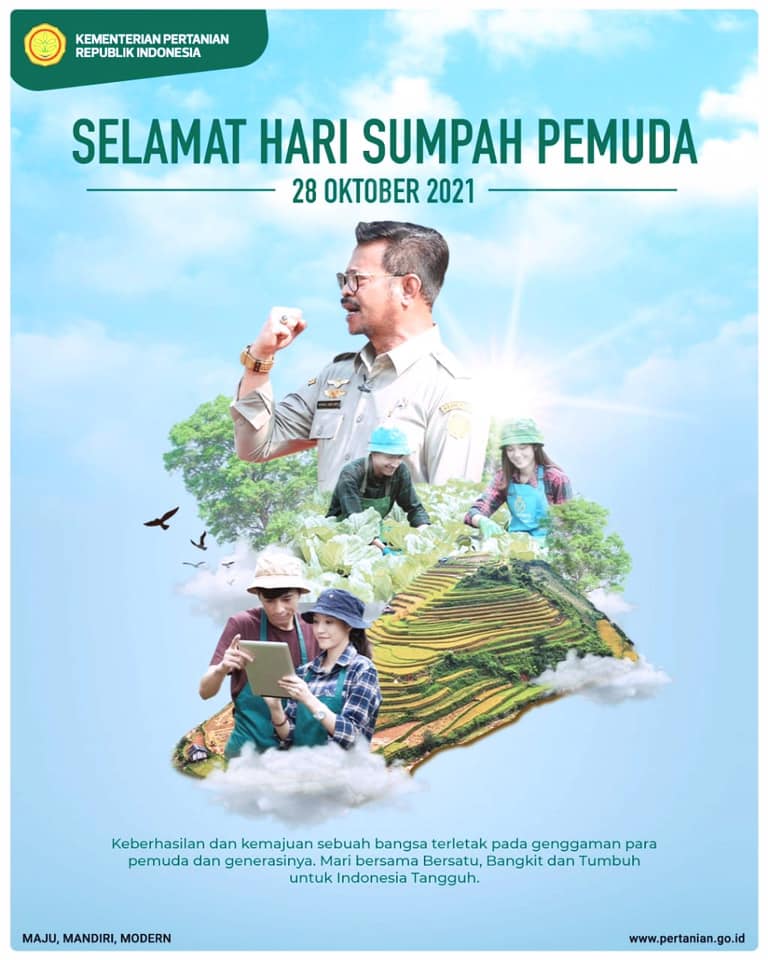 KEMENTERIAN PERTANIAN
REPUBLIK INDONESIA
SELAMAT HARI SUMPAH PEMUDA
28 OKTOBER 2021
Keberhasilan dan kemajuan sebuah bangsa terletak pada genggaman para
pemuda dan generasinya. Mari bersama Bersatu, Bangkit dan Tumbuh
untuk Indonesia Tangguh.
MAJU, MANDIRI, MODERN
www.pertanian.go.id